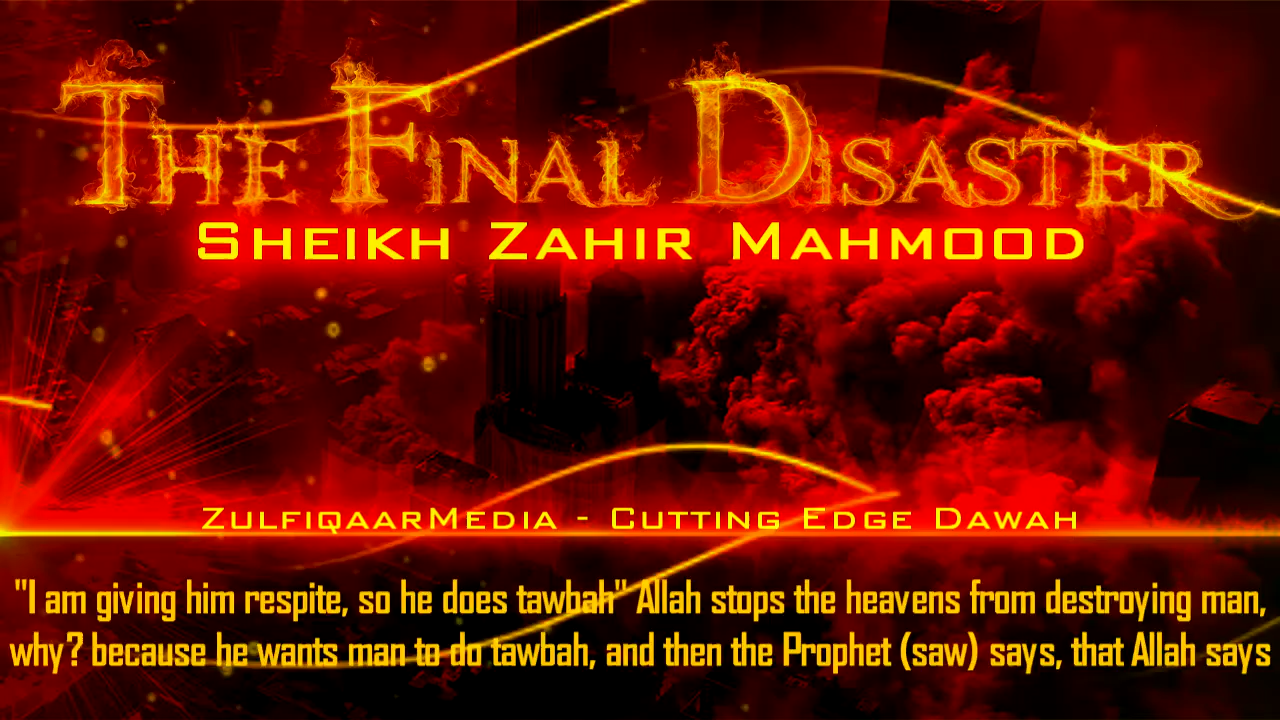 The Final Disaster
Sheikh Zahir Mahmood
ZulfiqaarMedia - Cutting Edge Dawah
"I am giving him respite, so he does tawbah" Allah stops the heavens from destroying man,
why? because he wants man to do tawbah, and then the Prophet (saw) says, that Allah says